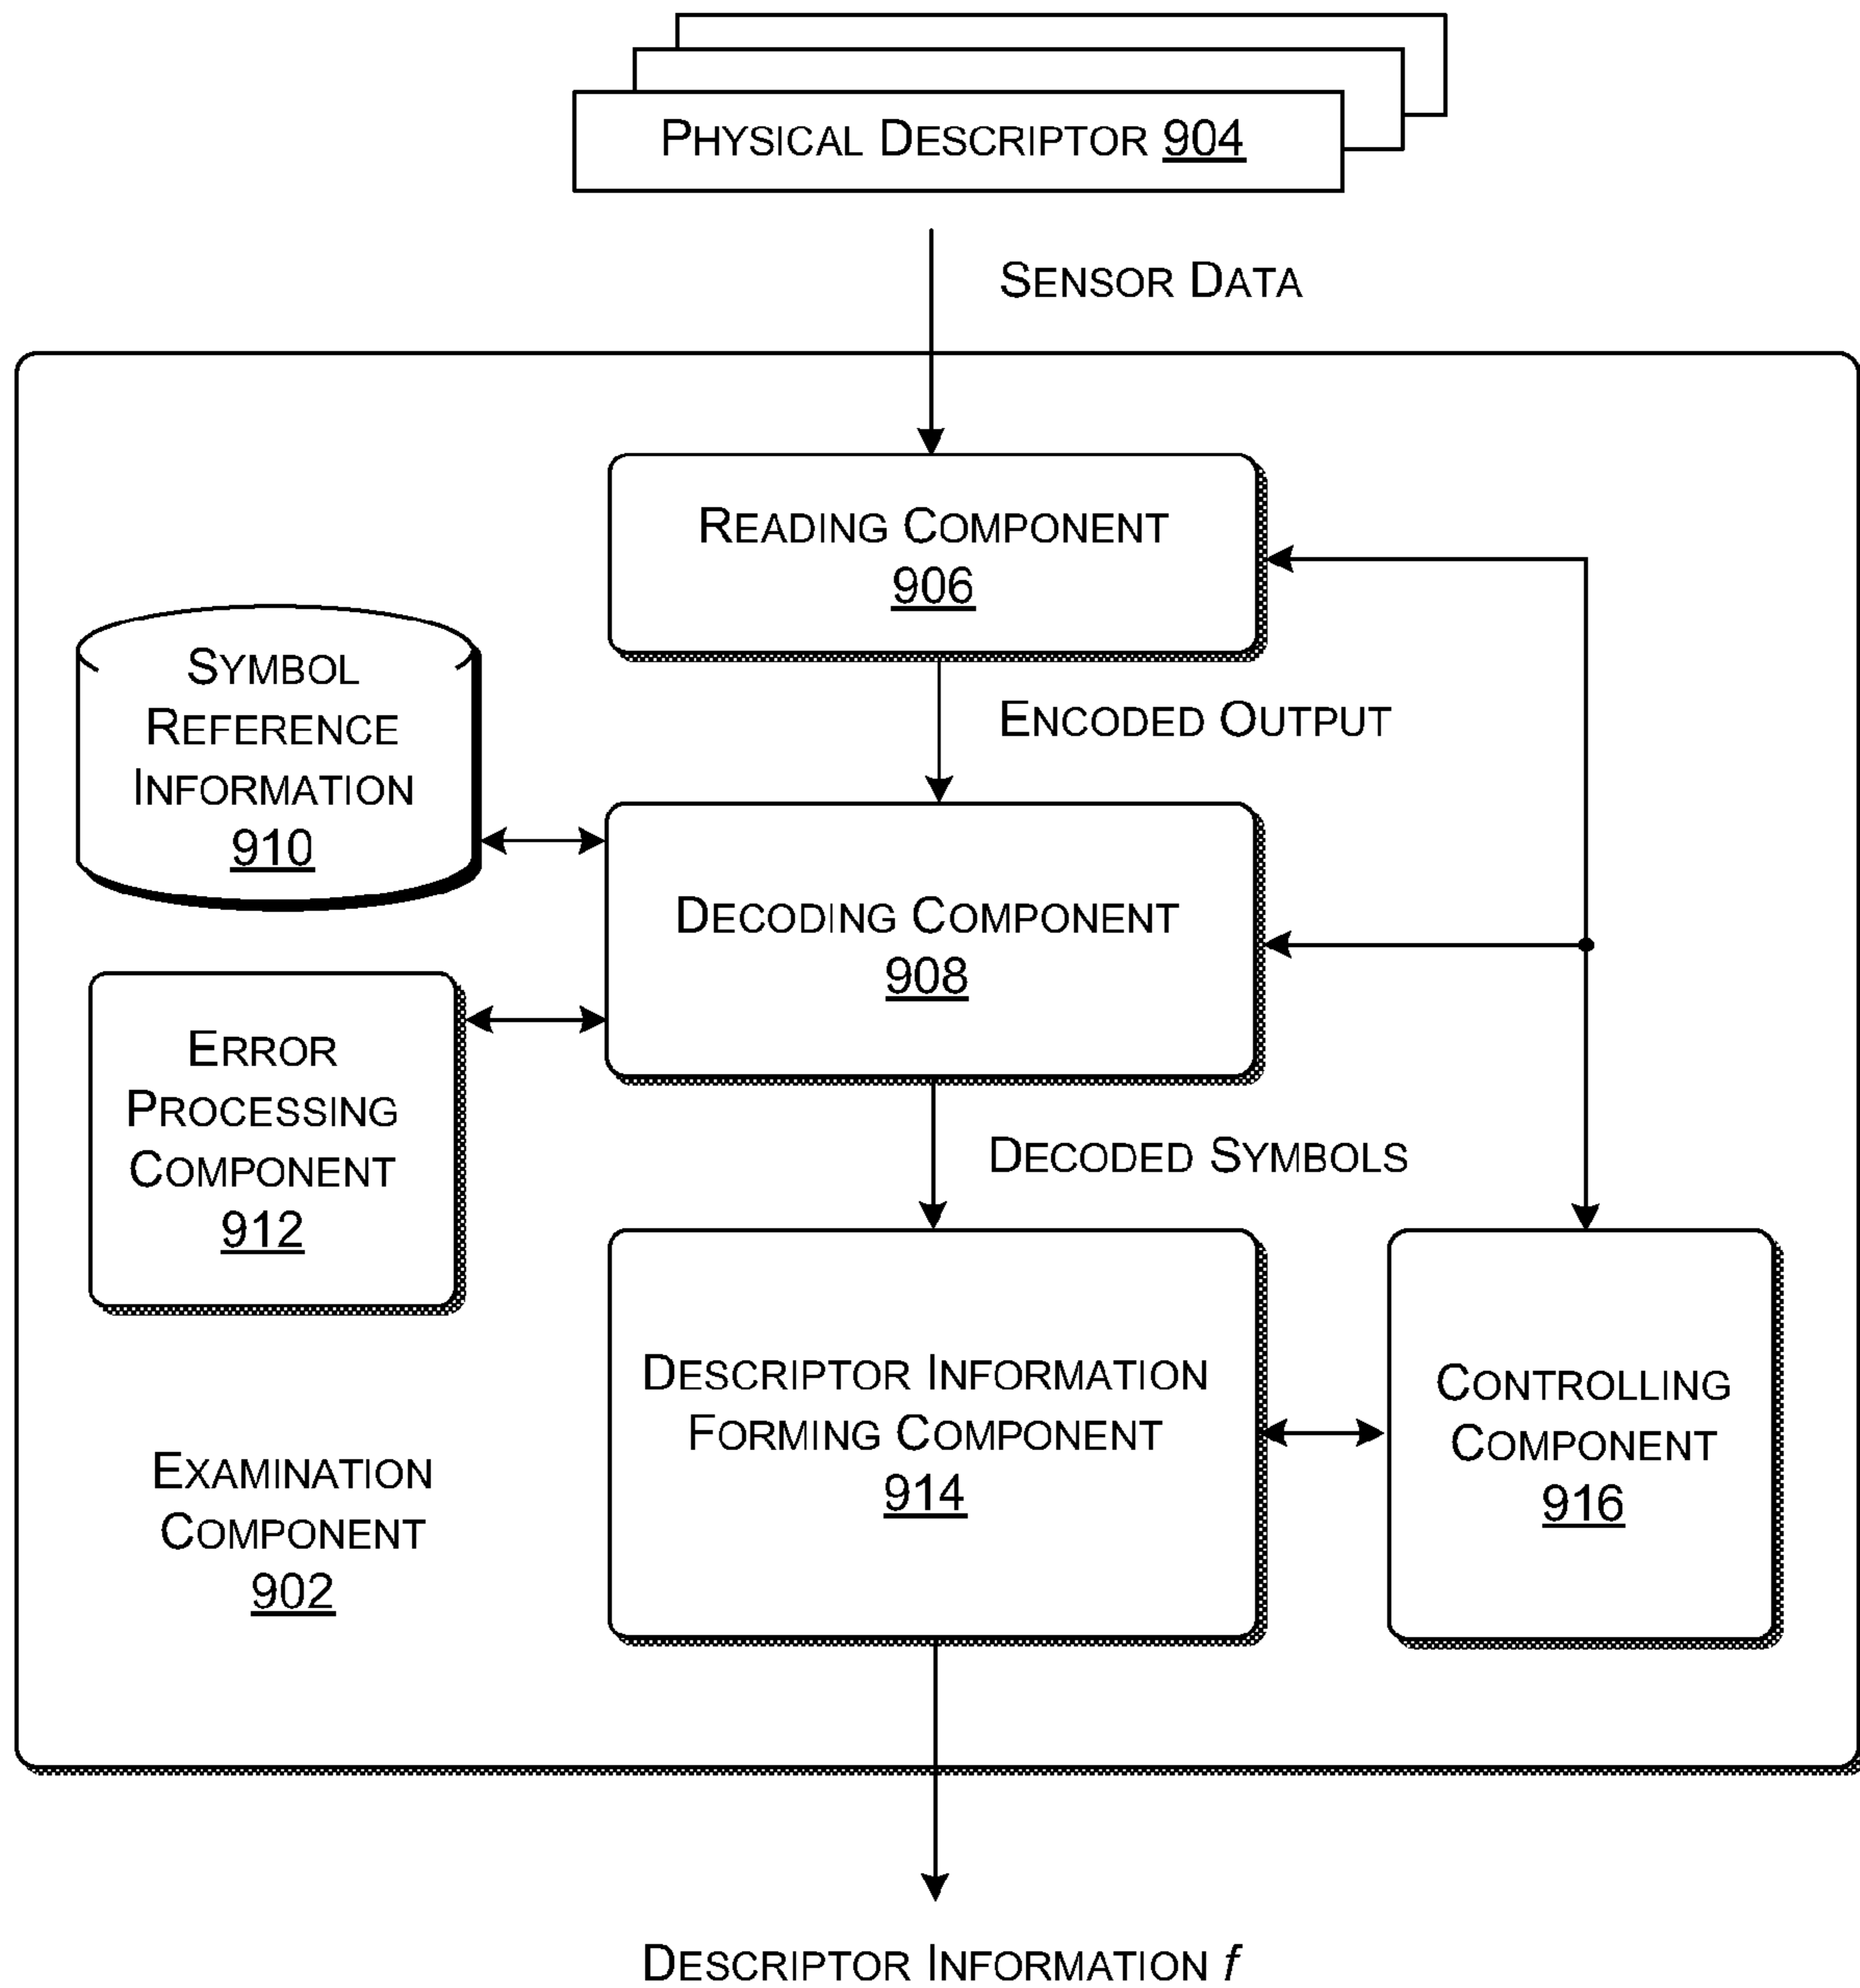 PHYSICAL DESCRIPTOR 904
SENSOR DATA
READING COMPONENT
906
SYMBOL
REFERENCE
INFORMATION
910
ENCODED OUTPUT
DECODING COMPONENT
908
ERROR
PROCESSING
COMPONENT
912
DECODED SYMBOLS
DESCRIPTOR INFORMATION
FORMING COMPONENT
914
CONTROLLING
COMPONENT
916
EXAMINATION
COMPONENT
902
DESCRIPTOR INFORMATION f